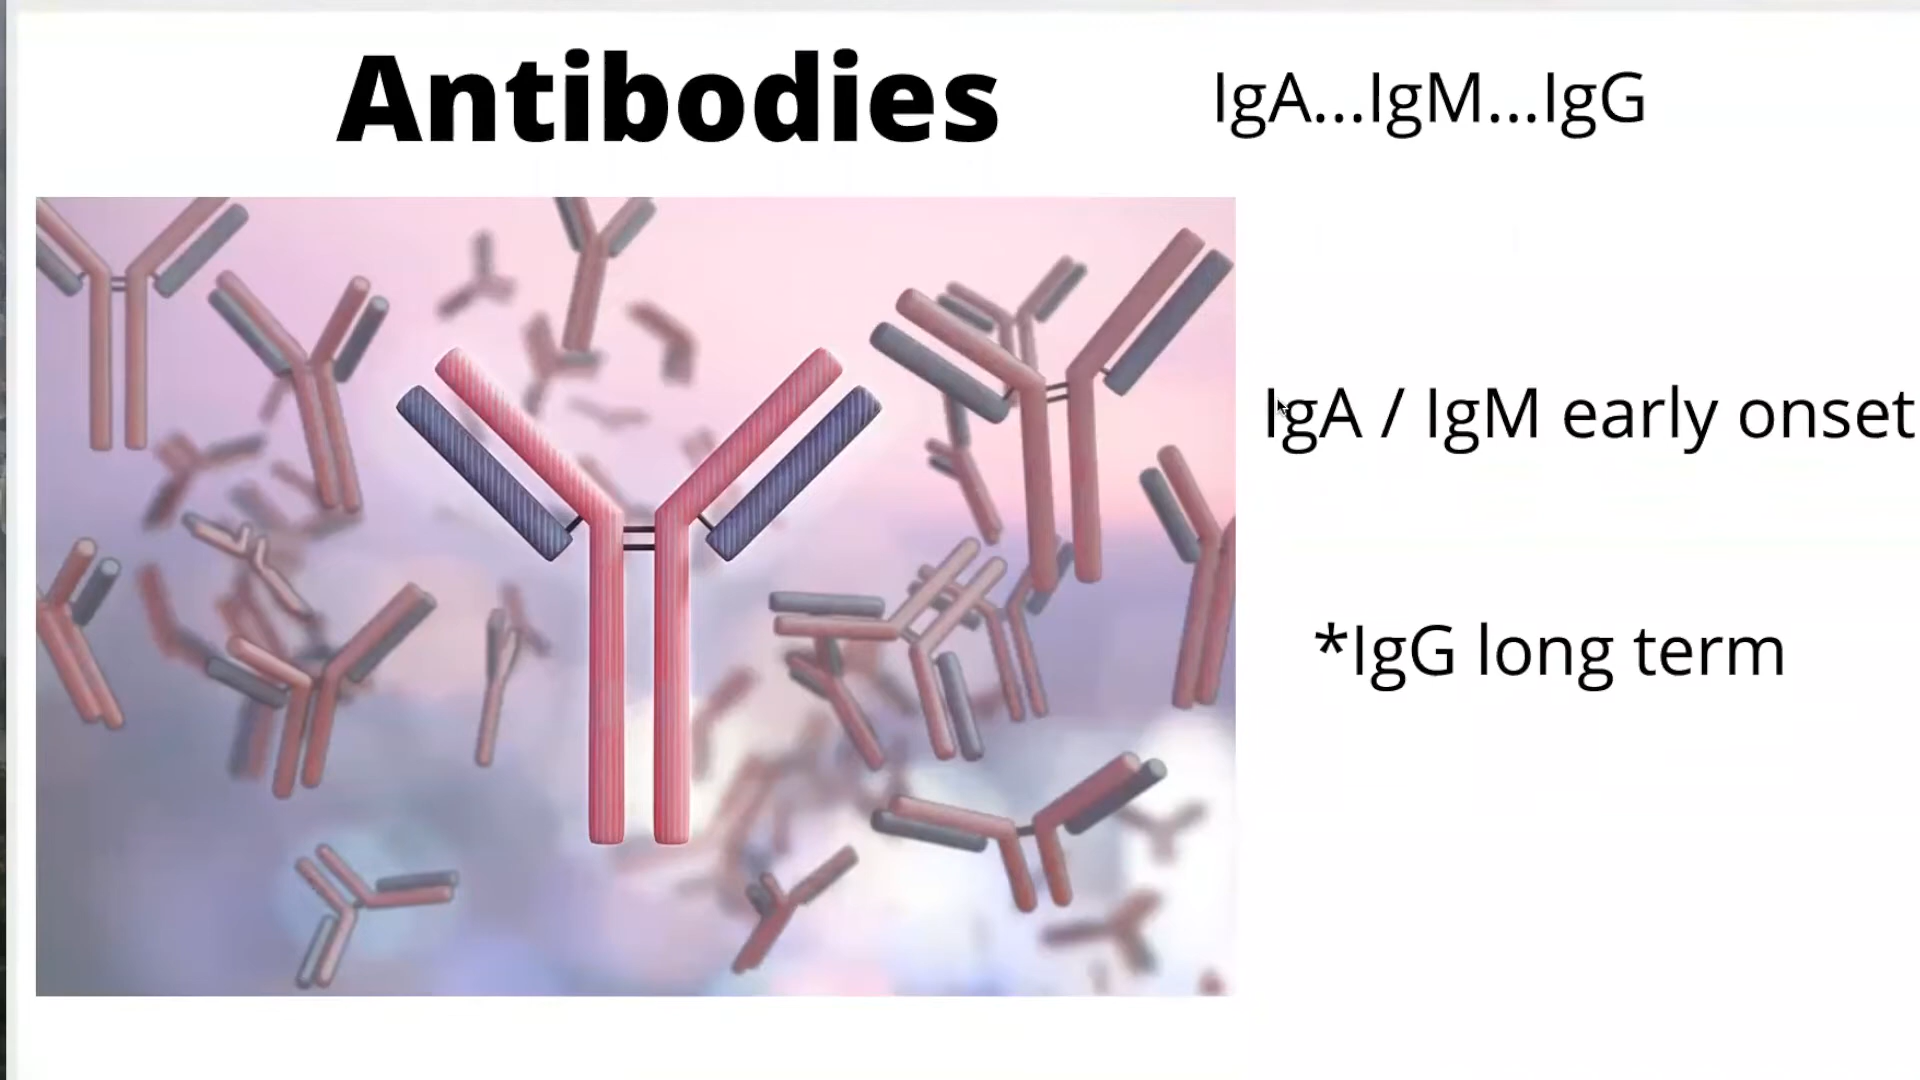 Antibodies
IgA...IgM...IgG
IgA / IgM early onset
*IgG long term